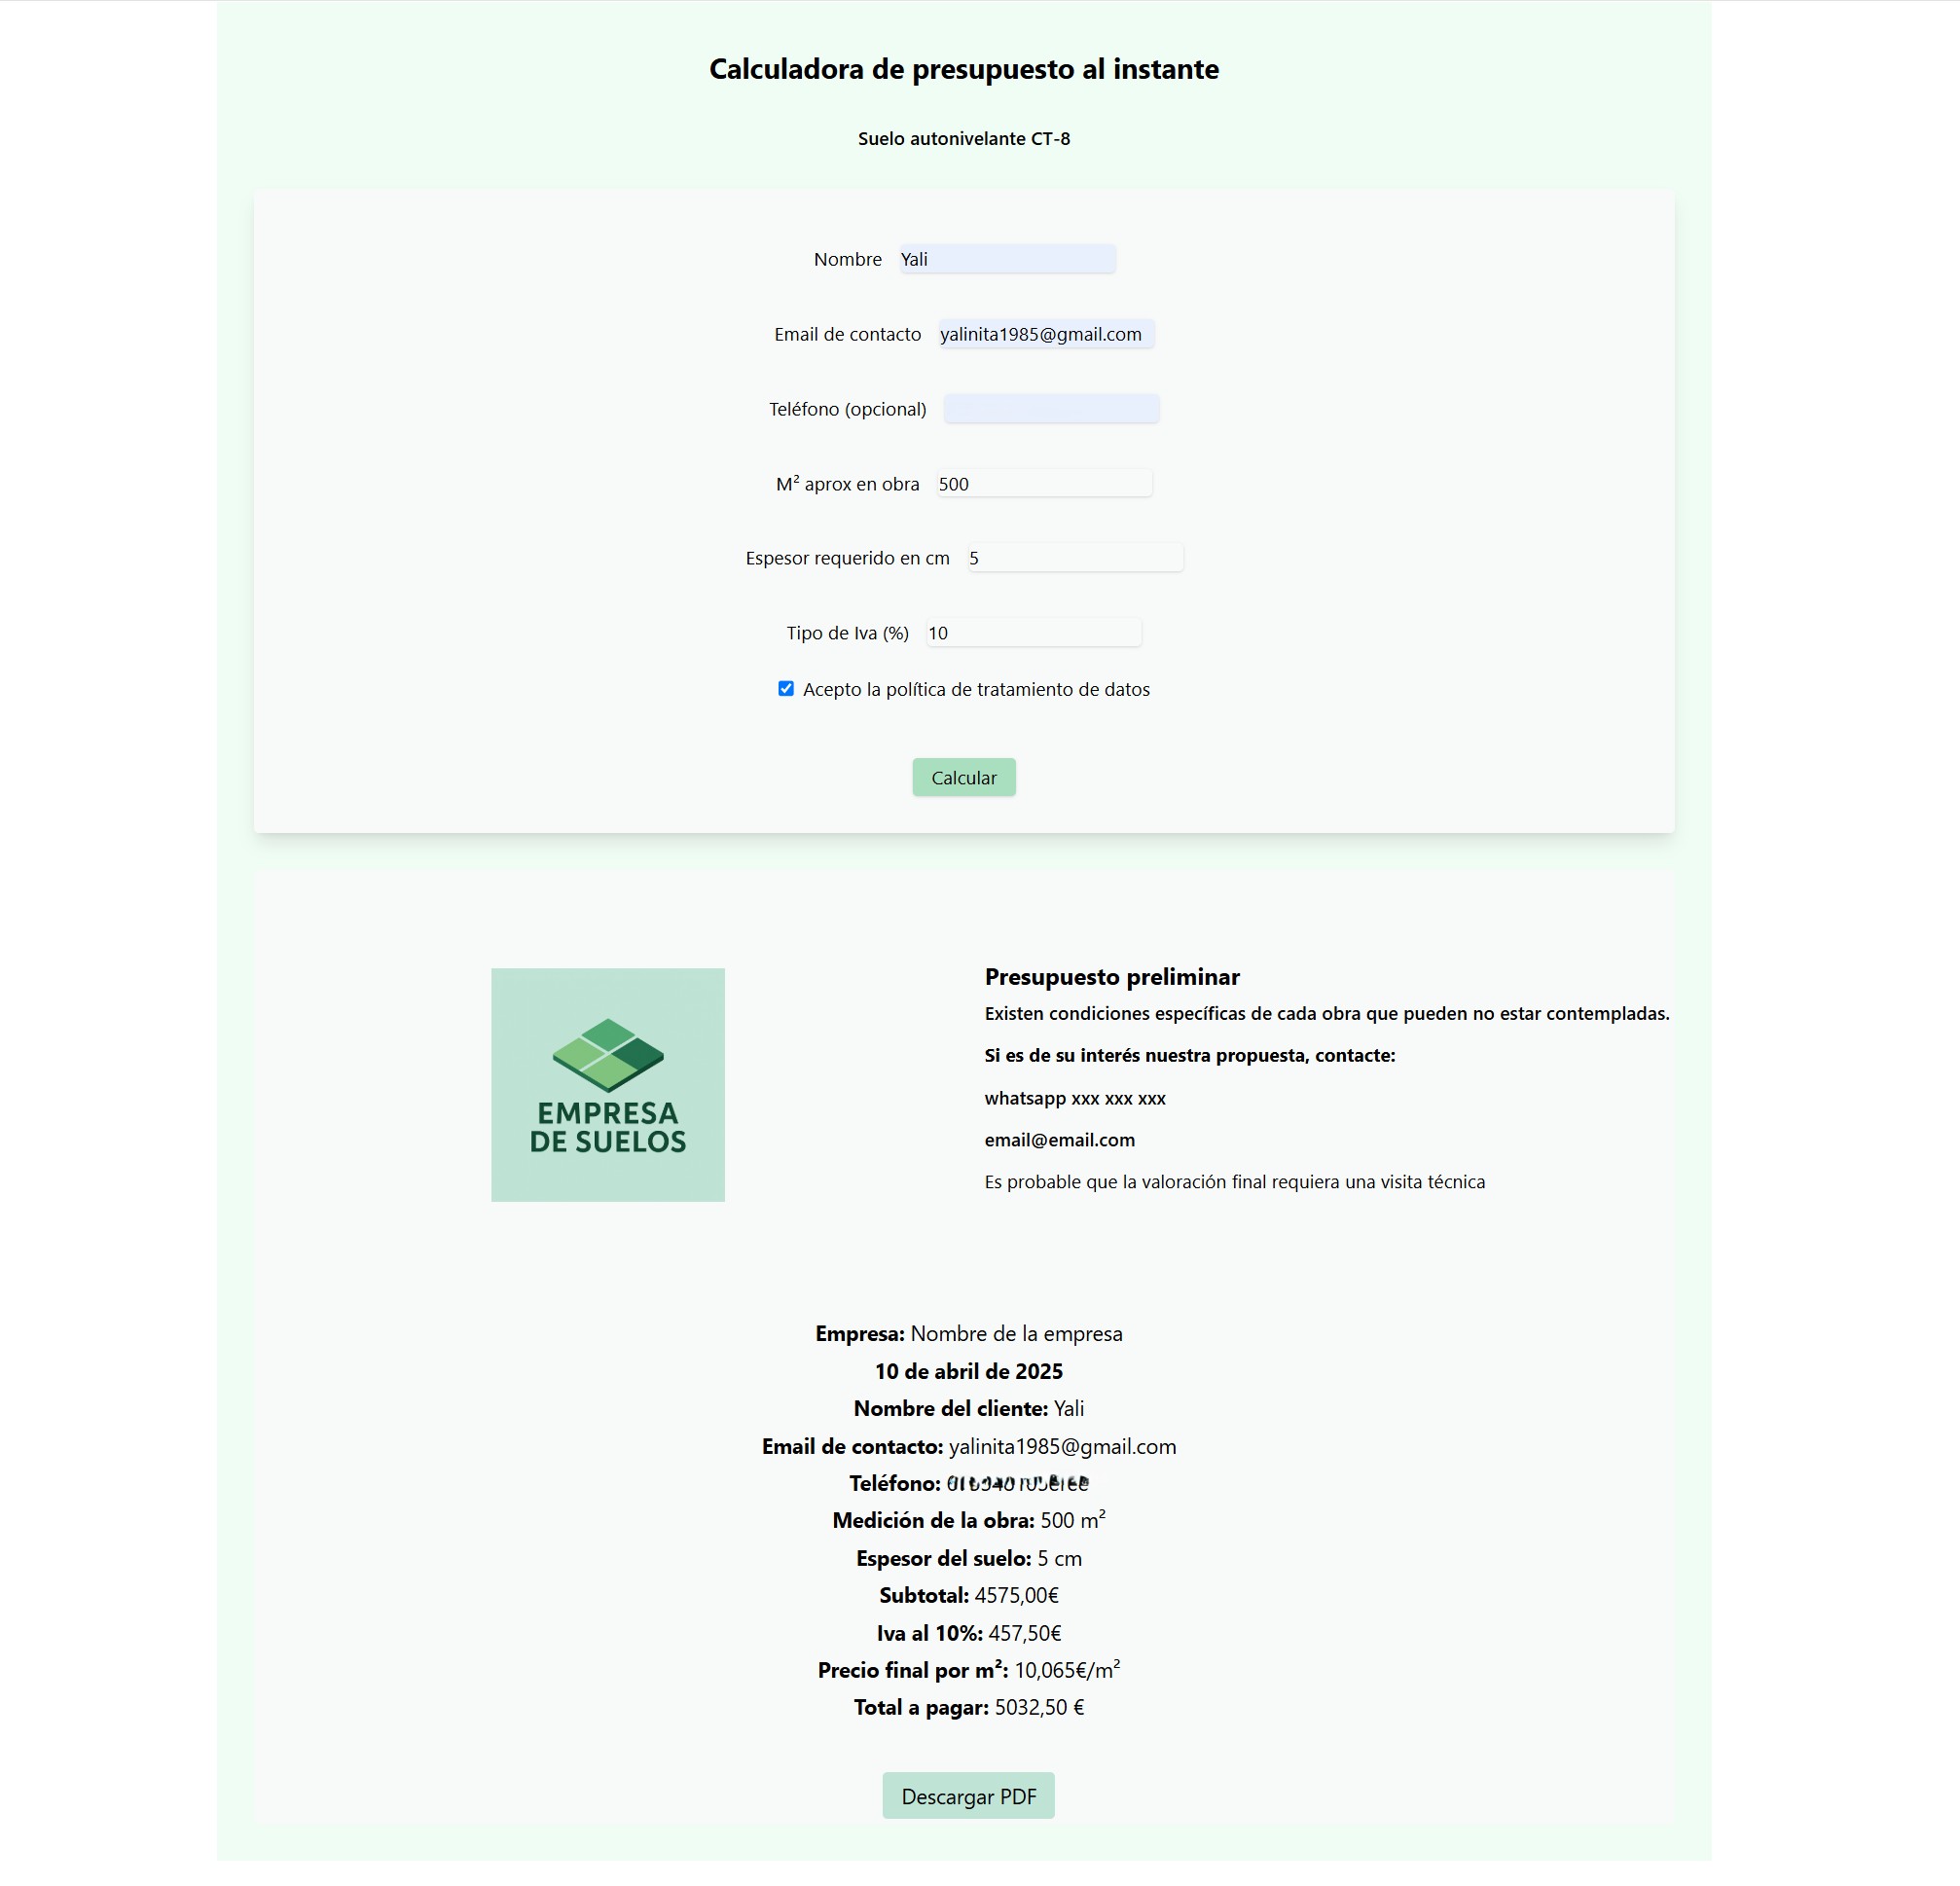 Calculadora de presupuesto al instante
Suelo autonivelante CT-8
Nombre Yali
Email de contacto yalinita1985@gmail.com
Teléfono (opcional)
M² aprox en obra 500
Espesor requerido en cm 5
Tipo de Iva (%) 10
Acepto la política de tratamiento de datos
Calcular
EMPRESA
DE SUELOS
Presupuesto preliminar
Existen condiciones específicas de cada obra que pueden no estar contempladas.
Si es de su interés nuestra propuesta, contacte:
whatsapp xxx xxx xxx
email@email.com
Es probable que la valoración final requiera una visita técnica
Empresa: Nombre de la empresa
10 de abril de 2025
Nombre del cliente: Yali
Email de contacto: yalinita1985@gmail.com
Teléfono:
Medición de la obra: 500 m²
Espesor del suelo: 5 cm
Subtotal: 4575,00€
Iva al 10%: 457,50€
Precio final por m²: 10,065€/m²
Total a pagar: 5032,50 €
Descargar PDF